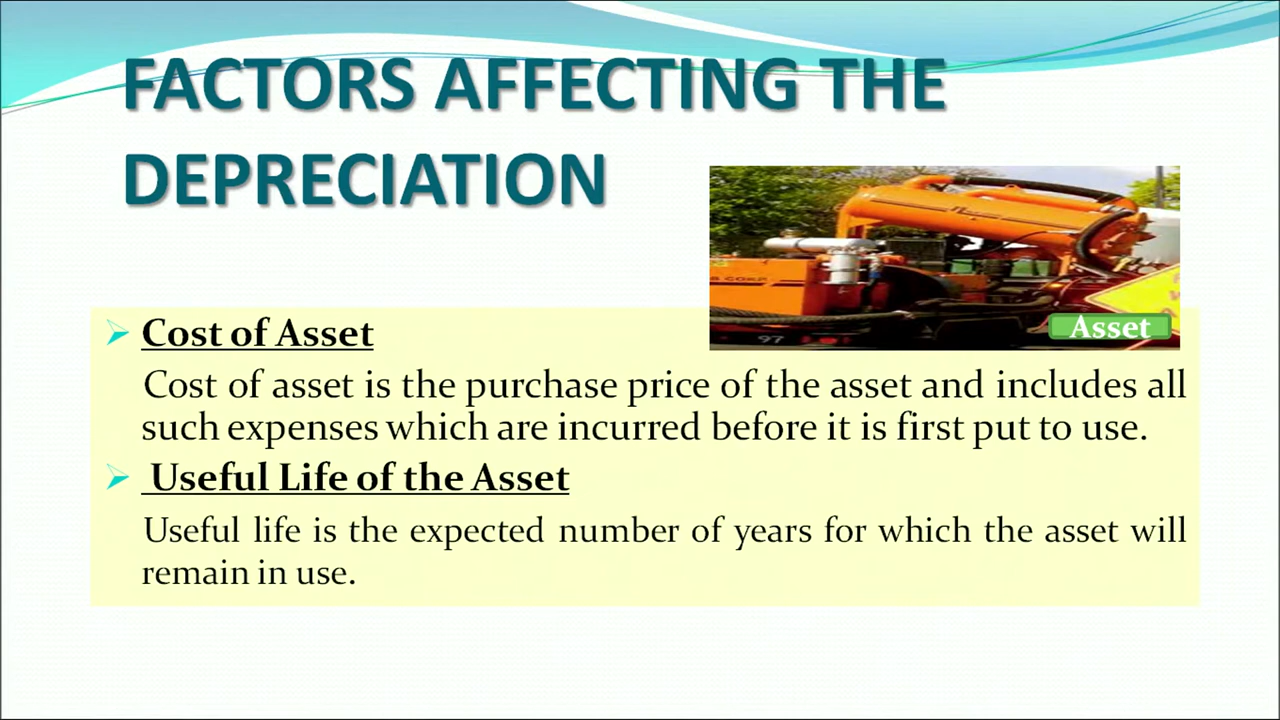 FACTORS AFFECTING THE
DEPRECIATION
Asset
97
Cost of Asset
Cost of asset is the purchase price of the asset and includes all
such expenses which are incurred before it is first put to use.
Useful Life of the Asset
Useful life is the expected number of years for which the asset will
remain in use.